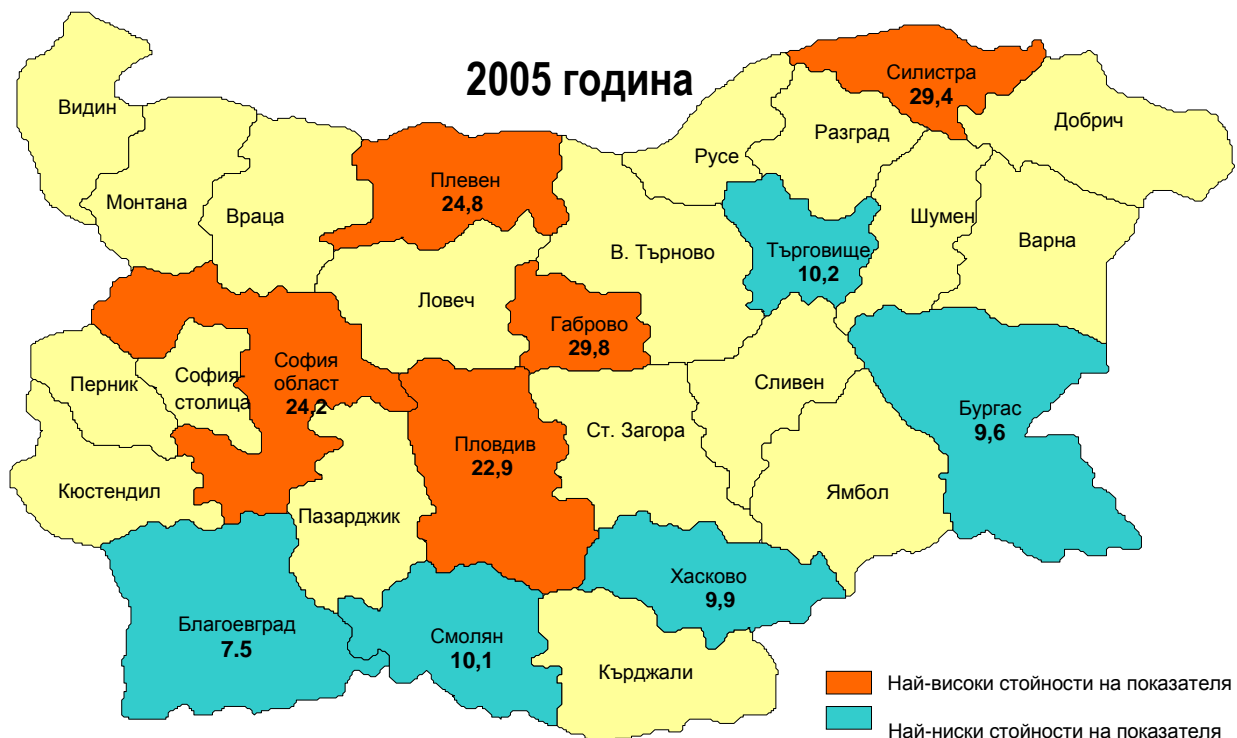 2005 година
Видин
Монтана
Враца
Плевен
24,8
Ловеч
В. Търново
Русе
Разград
Силистра
29,4
Добрич
Шумен
Варна
Търговище
10,2
Габрово
29,8
София
област
24,2
София-
столица
Перник
Кюстендил
Пазарджик
Пловдив
22,9
Ст. Загора
Сливен
Ямбол
Бургас
9,6
Благоевград
7.5
Смолян
10,1
Хасково
9,9
Кърджали
Най-високи стойности на показателя
Най-ниски стойности на показателя